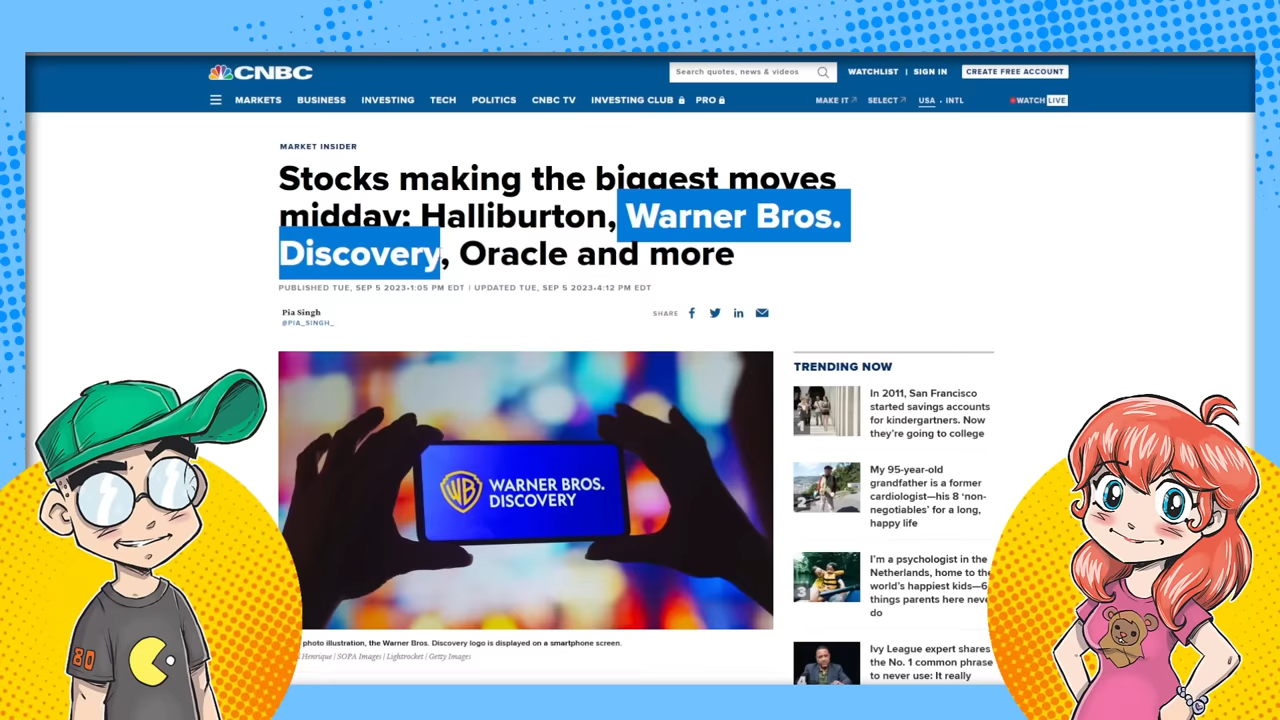 CNBC
Search quotes, news & videos
WATCHLIST | SIGN IN
CREATE FREE ACCOUNT
MARKETS BUSINESS INVESTING TECH POLITICS CNBC TV INVESTING CLUB PRO
MAKE IT SELECT USA • INTL WATCH LIVE
MARKET INSIDER
Stocks making the biggest moves
midday: Halliburton, Warner Bros.
Discovery, Oracle and more
PUBLISHED TUE, SEP 5 2023•1:05 PM EDT | UPDATED TUE, SEP 5 2023•4:12 PM EDT
Pia Singh
@PIA_SINGH_
SHARE
WB WARNER BROS.
DISCOVERY
photo illustration, the Warner Bros. Discovery logo is displayed on a smartphone screen.
Henrique | SOPA Images | Lightrocket | Getty Images
TRENDING NOW
1
In 2011, San Francisco
started savings accounts
for kindergartners. Now
they're going to college
2
My 95-year-old
grandfather is a former
cardiologist—his 8 'non-
negotiables' for a long,
happy life
3
I'm a psychologist in the
Netherlands, home to the
world's happiest kids—6
things parents here never
do
4
Ivy League expert shares
the No. 1 common phrase
to never use: It really
80